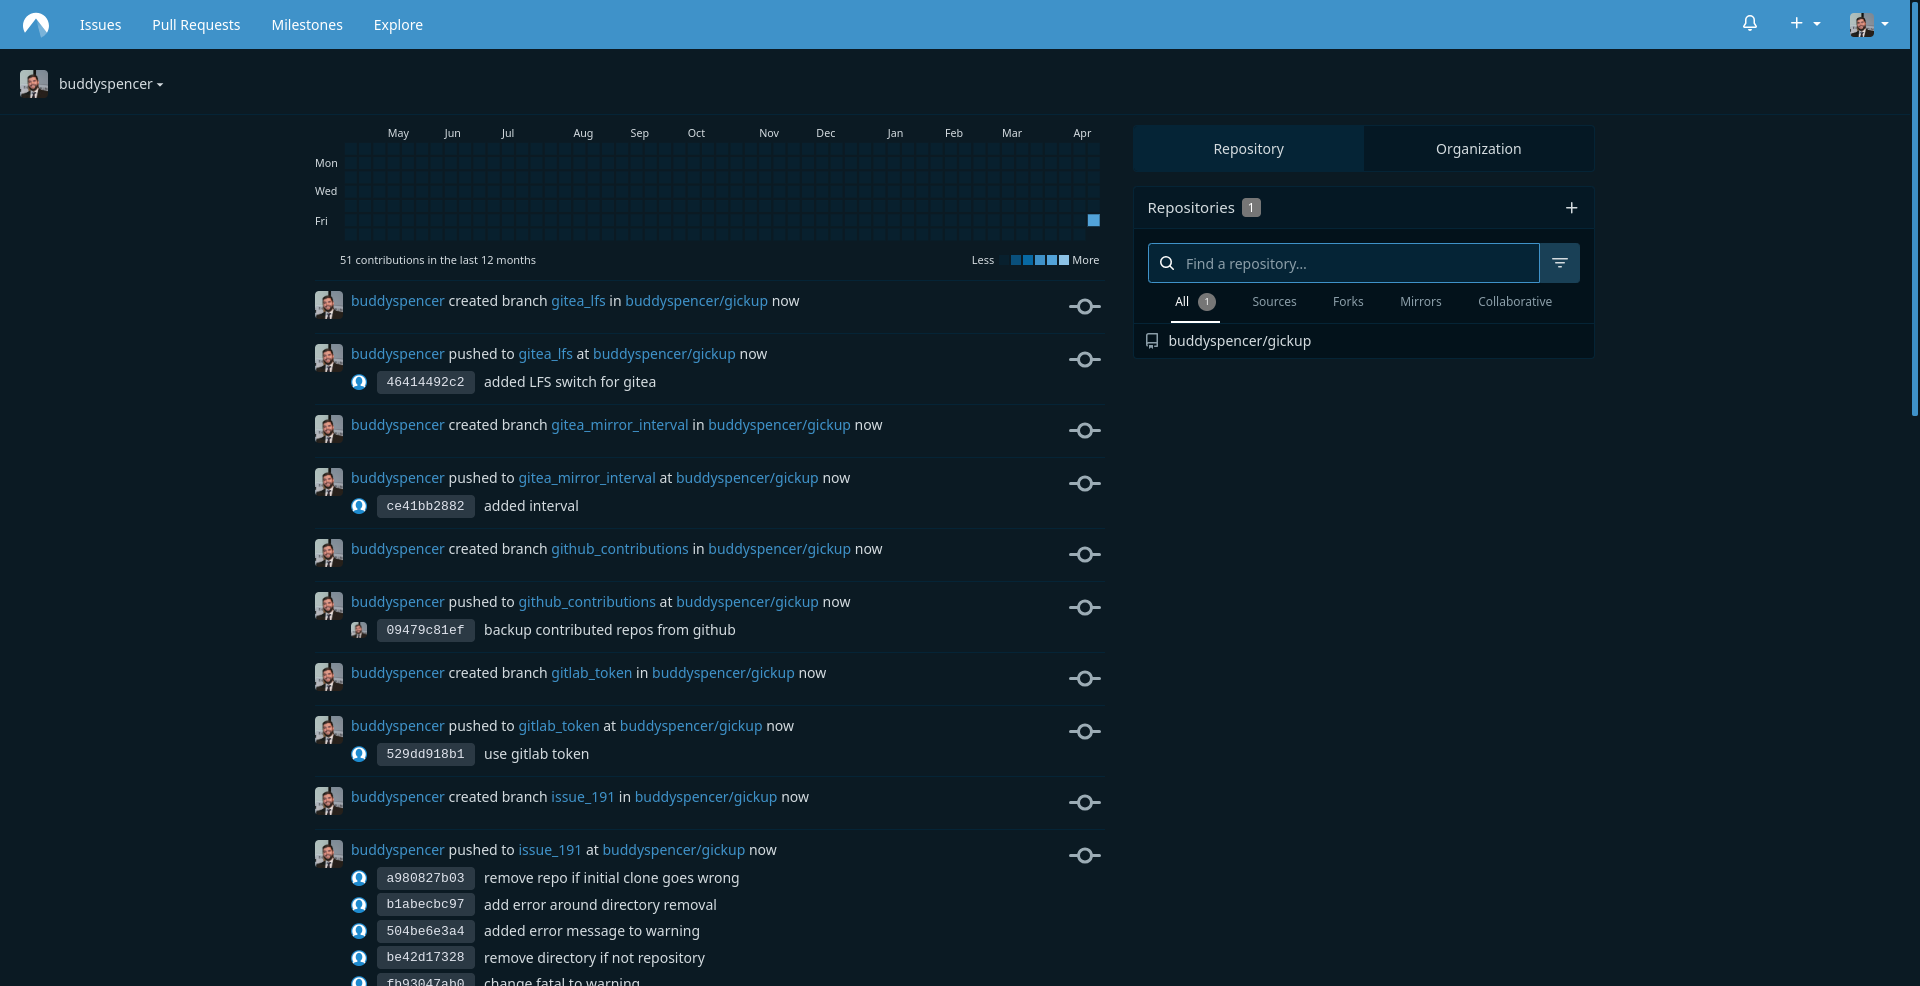 Issues Pull Requests Milestones Explore
buddyspencer
May Jun Jul Aug Sep Oct Nov Dec Jan Feb Mar Apr
Mon
Wed
Fri
51 contributions in the last 12 months Less More
buddyspencer created branch gitea_lfs in buddyspencer/gickup now
buddyspencer pushed to gitea_lfs at buddyspencer/gickup now
46414492c2 added LFS switch for gitea
buddyspencer created branch gitea_mirror_interval in buddyspencer/gickup now
buddyspencer pushed to gitea_mirror_interval at buddyspencer/gickup now
ce41bb2882 added interval
buddyspencer created branch github_contributions in buddyspencer/gickup now
buddyspencer pushed to github_contributions at buddyspencer/gickup now
09479c81ef backup contributed repos from github
buddyspencer created branch gitlab_token in buddyspencer/gickup now
buddyspencer pushed to gitlab_token at buddyspencer/gickup now
529dd918b1 use gitlab token
buddyspencer created branch issue_191 in buddyspencer/gickup now
buddyspencer pushed to issue_191 at buddyspencer/gickup now
a980827b03 remove repo if initial clone goes wrong
b1abecbc97 add error around directory removal
504be6e3a4 added error message to warning
be42d17328 remove directory if not repository
fb93047ab0 change fatal to warning
Repository Organization
Repositories 1
Find a repository...
All 1 Sources Forks Mirrors Collaborative
buddyspencer/gickup